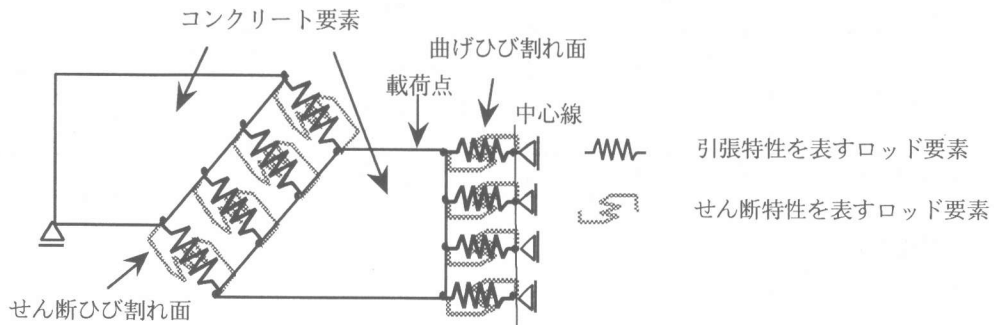 コンクリート要素
曲げひび割れ面
載荷点
中心線
引張特性を表すロッド要素
せん断特性を表すロッド要素
せん断ひび割れ面